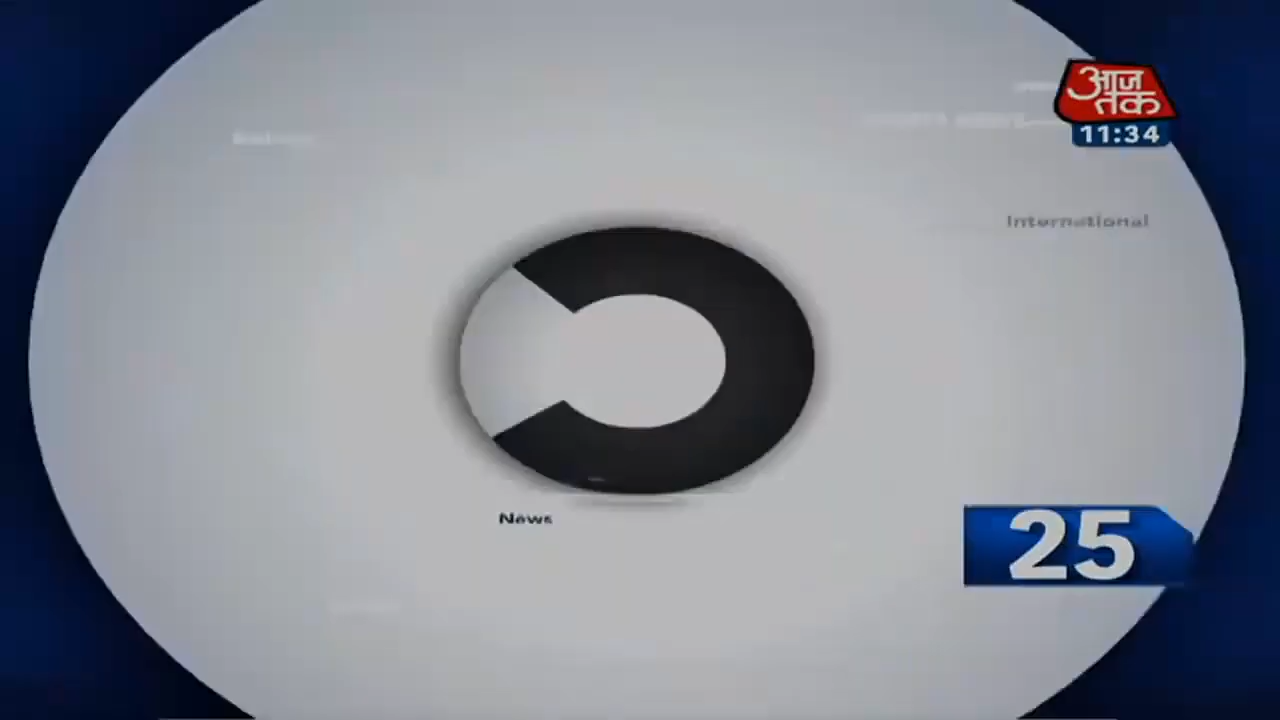 आज
तक
11:34
International
25
News